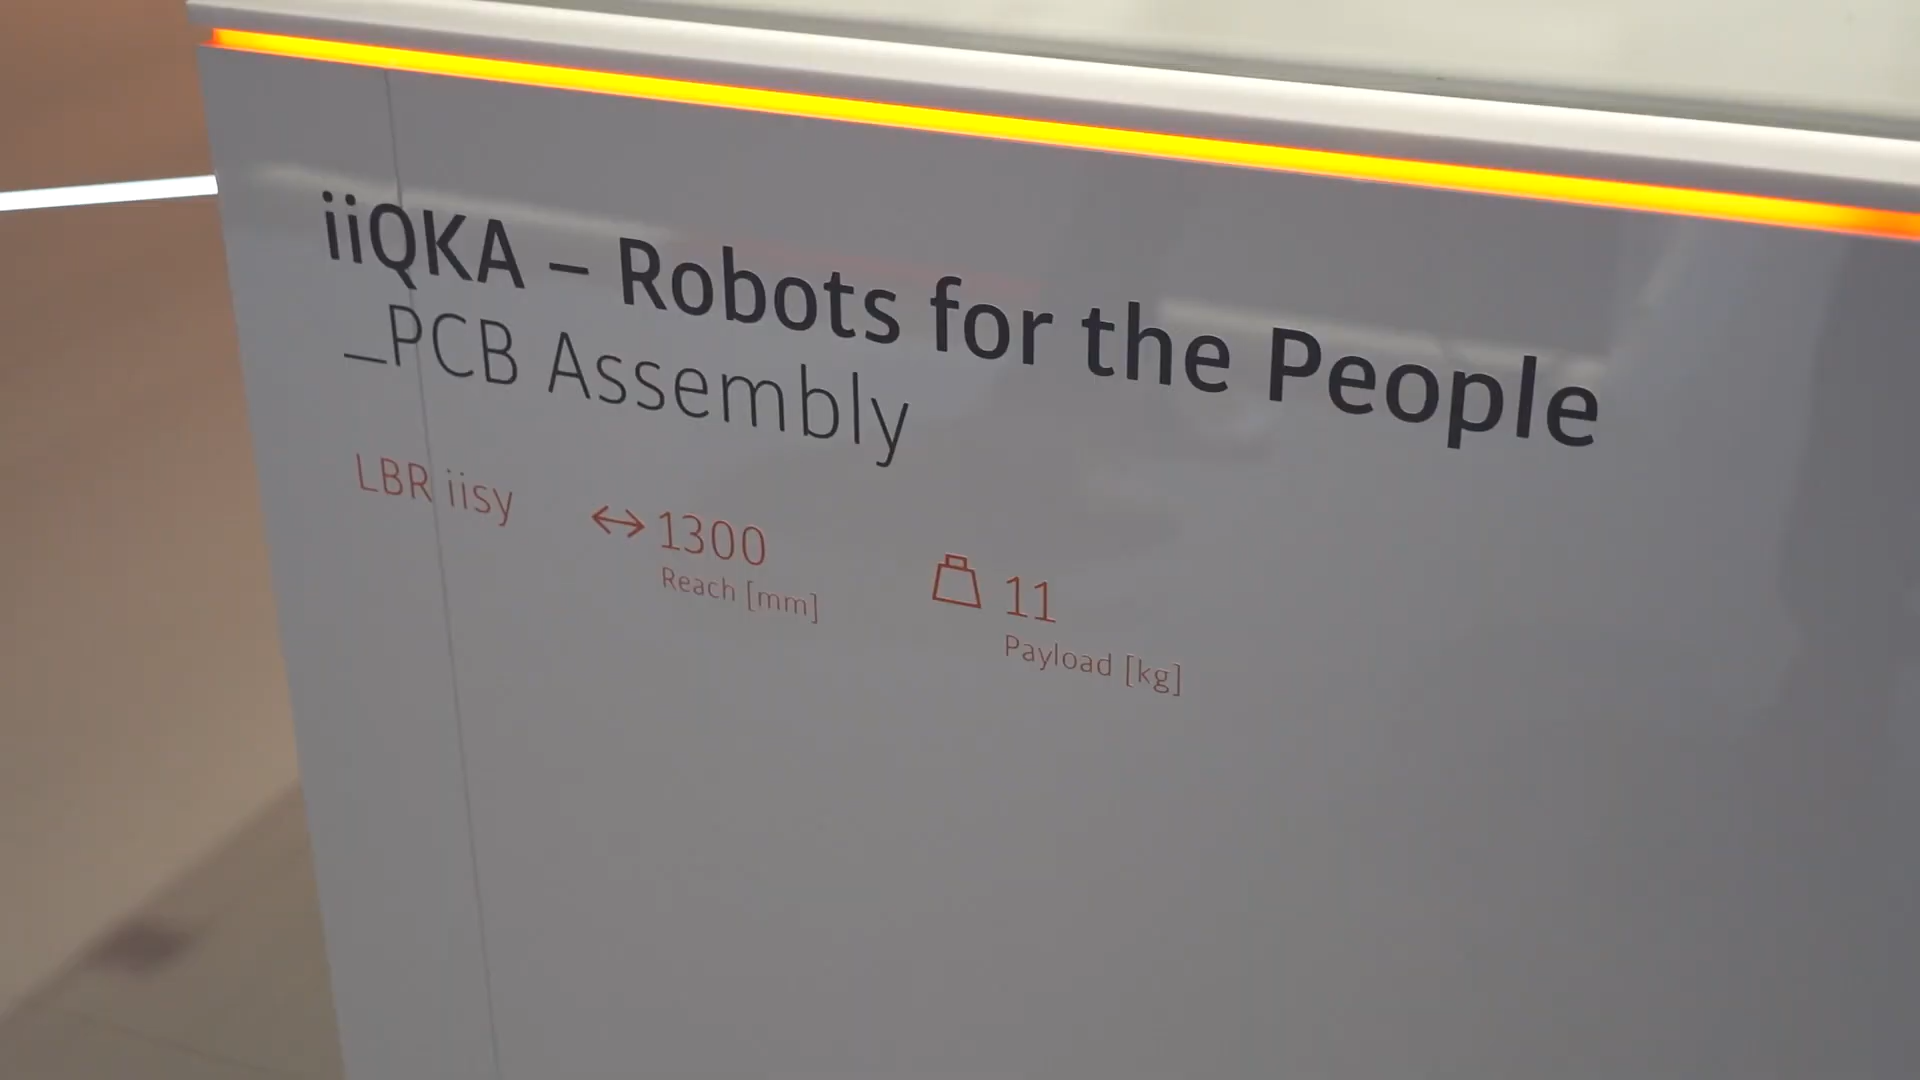 iiQKA – Robots for the People
_PCB Assembly
LBR iisy
↔ 1300
Reach [mm]
11
Payload [kg]